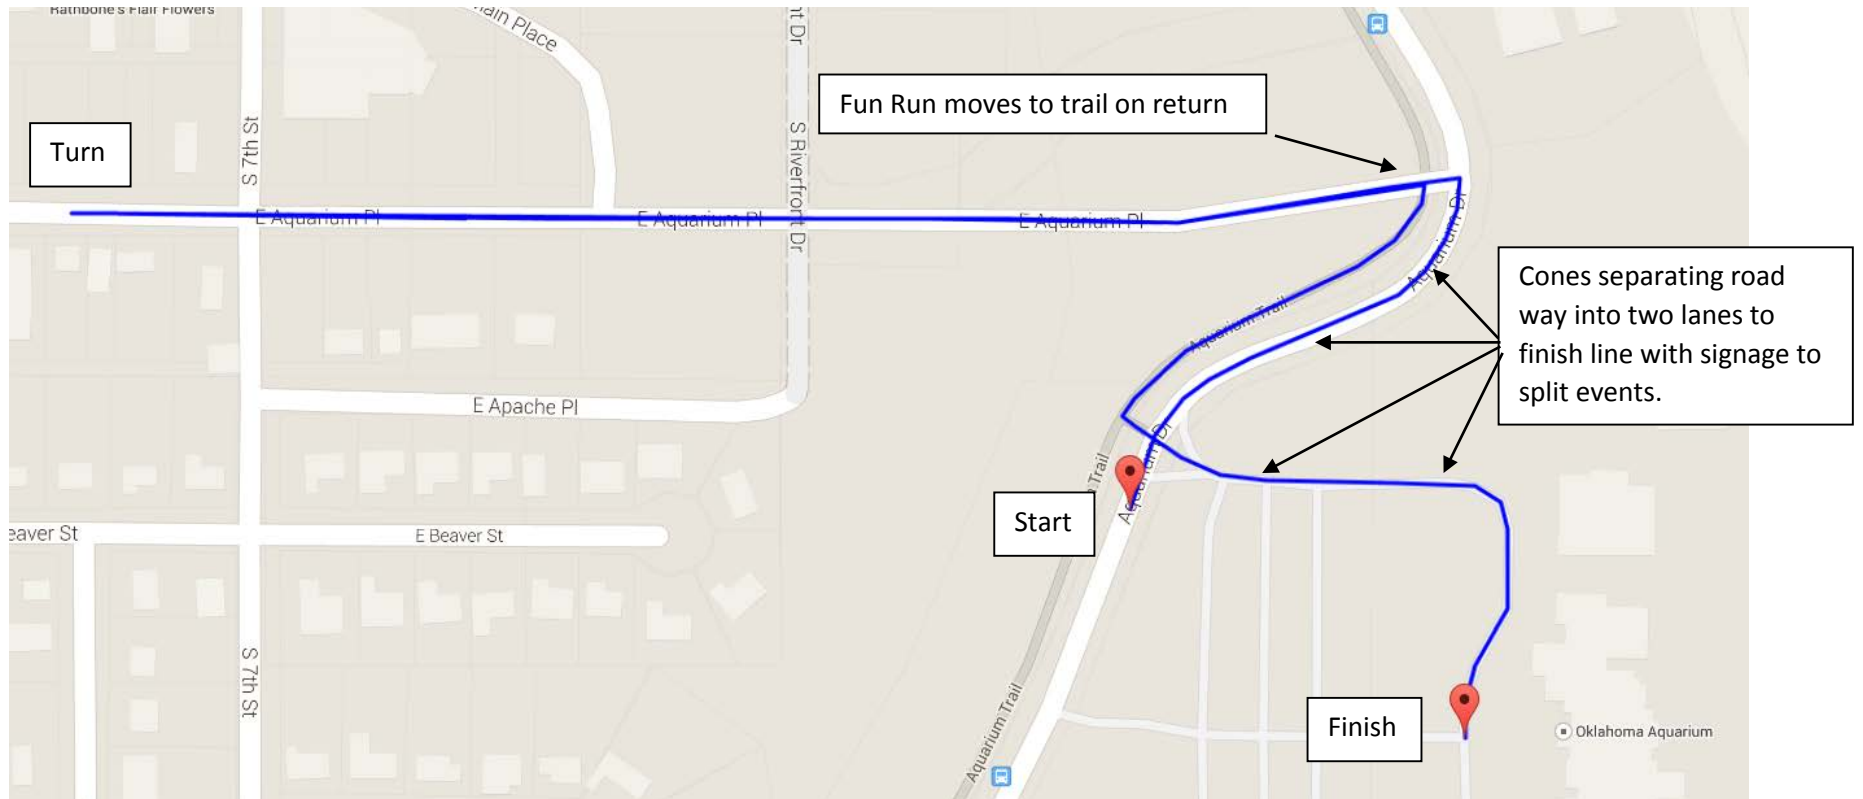 Rathbone's Flair Flowers
Place
nt Dr
Fun Run moves to trail on return
Turn
S 7th St
S Riverfront Dr
E Aquarium Pl
E Aquarium Pl
E Aquarium Pl
Aquarium Dr
Cones separating road
way into two lanes to
finish line with signage to
split events.
Aquarium Trail
E Apache Pl
Aquarium Dr
Trail
Start
eaver St
E Beaver St
S 7th St
Aquarium Trail
Finish
Oklahoma Aquarium